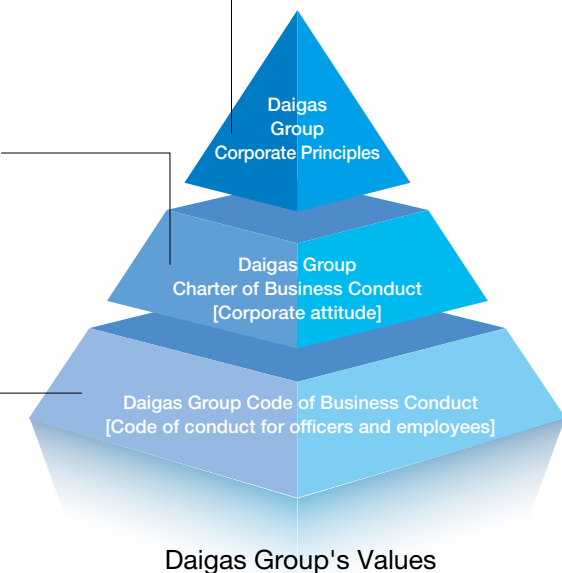 Daigas
Group
Corporate Principles
Daigas Group
Charter of Business Conduct
[Corporate attitude]
Daigas Group Code of Business Conduct
[Code of conduct for officers and employees]
Daigas Group's Values